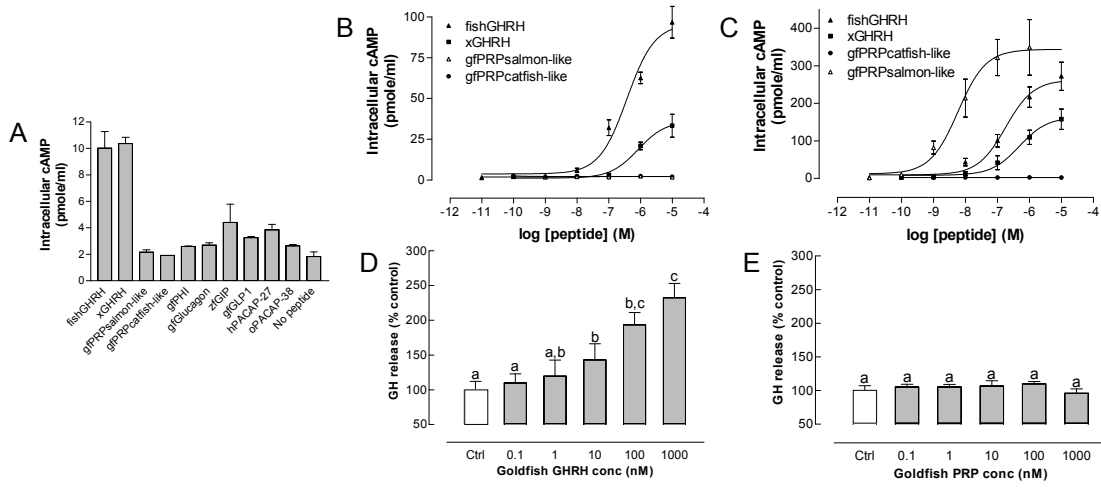 A
Intracellular cAMP
(pmole/ml)
12
10
8
6
4
2
0
fishGHRH
xGHRH
gfPRPsalmon-like
gfPRPcatfish-like
gfPHI
gfGlucagon
zfGIP
gfGLP1
hPACAP-27
oPACAP-38
No peptide
B
Intracellular cAMP
(pmole/ml)
100
75
50
25
0
fishGHRH
xGHRH
gfPRPsalmon-like
gfPRPcatfish-like
-12 -11 -10 -9 -8 -7 -6 -5 -4
log [peptide] (M)
C
Intracellular cAMP
(pmole/ml)
400
300
200
100
0
fishGHRH
xGHRH
gfPRPcatfish-like
gfPRPsalmon-like
-12 -11 -10 -9 -8 -7 -6 -5 -4
log [peptide] (M)
D
GH release (% control)
300
250
200
150
100
50
a a a,b b b,c c
Ctrl 0.1 1 10 100 1000
Goldfish GHRH conc (nM)
E
GH release (% control)
300
250
200
150
100
50
a a a a a a
Ctrl 0.1 1 10 100 1000
Goldfish PRP conc (nM)